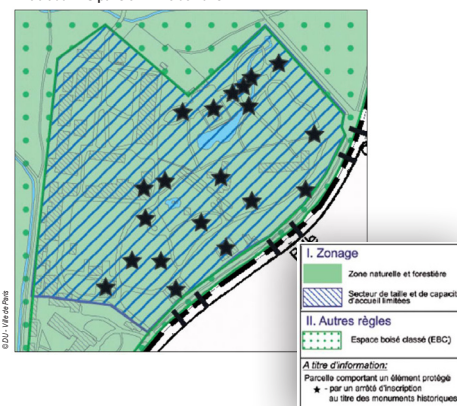 I. Zonage
Zone naturelle et forestière
Secteur de taille et de capacit
d'accueil limitées
II. Autres règles
Espace boisé classé (EBC)
A titre d'information:
Parcelle comportant un élément protégé
- par un arrêté d'inscription
au titre des monuments historiques
© DU - Ville de Paris